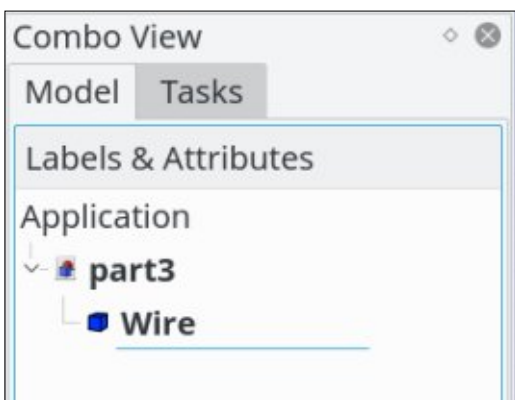 Combo View
Model Tasks
Labels & Attributes
Application
part3
Wire